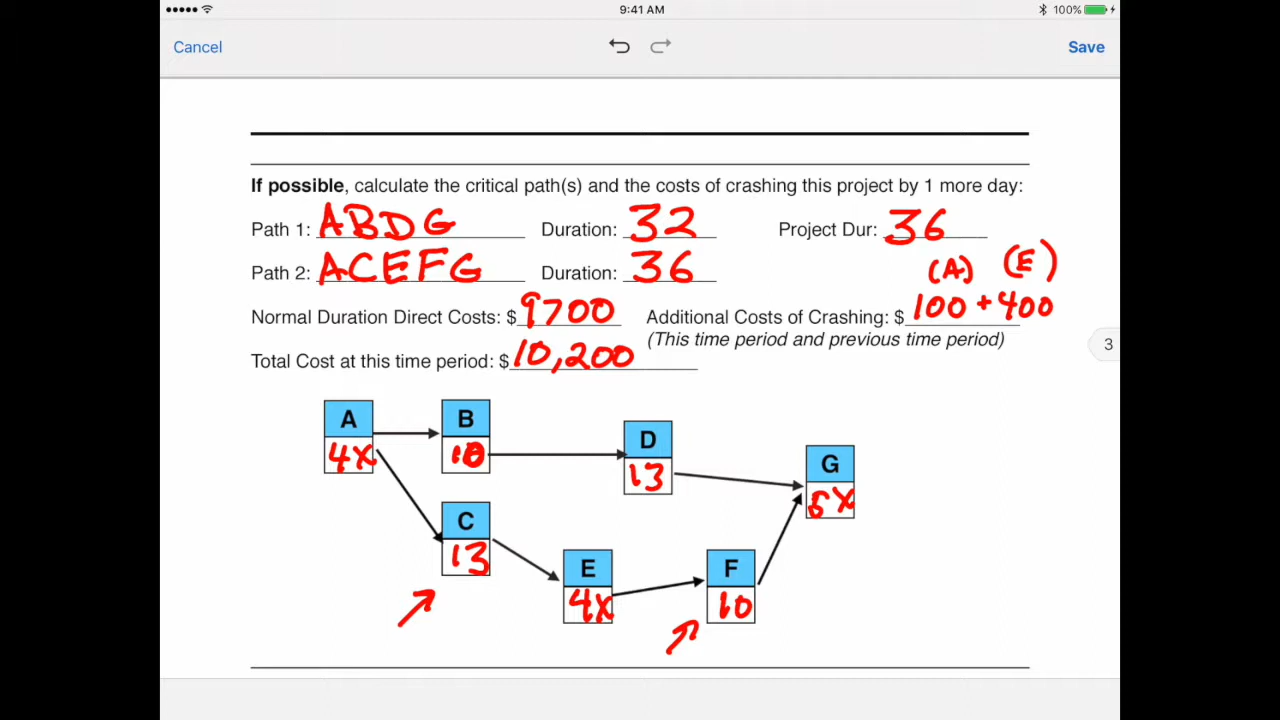 9:41 AM 100%
Cancel Save
If possible, calculate the critical path(s) and the costs of crashing this project by 1 more day:
Path 1: ABDG Duration: 32 Project Dur: 36
Path 2: ACEFG Duration: 36
(A) (E)
Normal Duration Direct Costs: $9700 Additional Costs of Crashing: $100+400
(This time period and previous time period)
Total Cost at this time period: $10,200
3
A B D G
4x 10 13 5x
C E F
13 4x 10